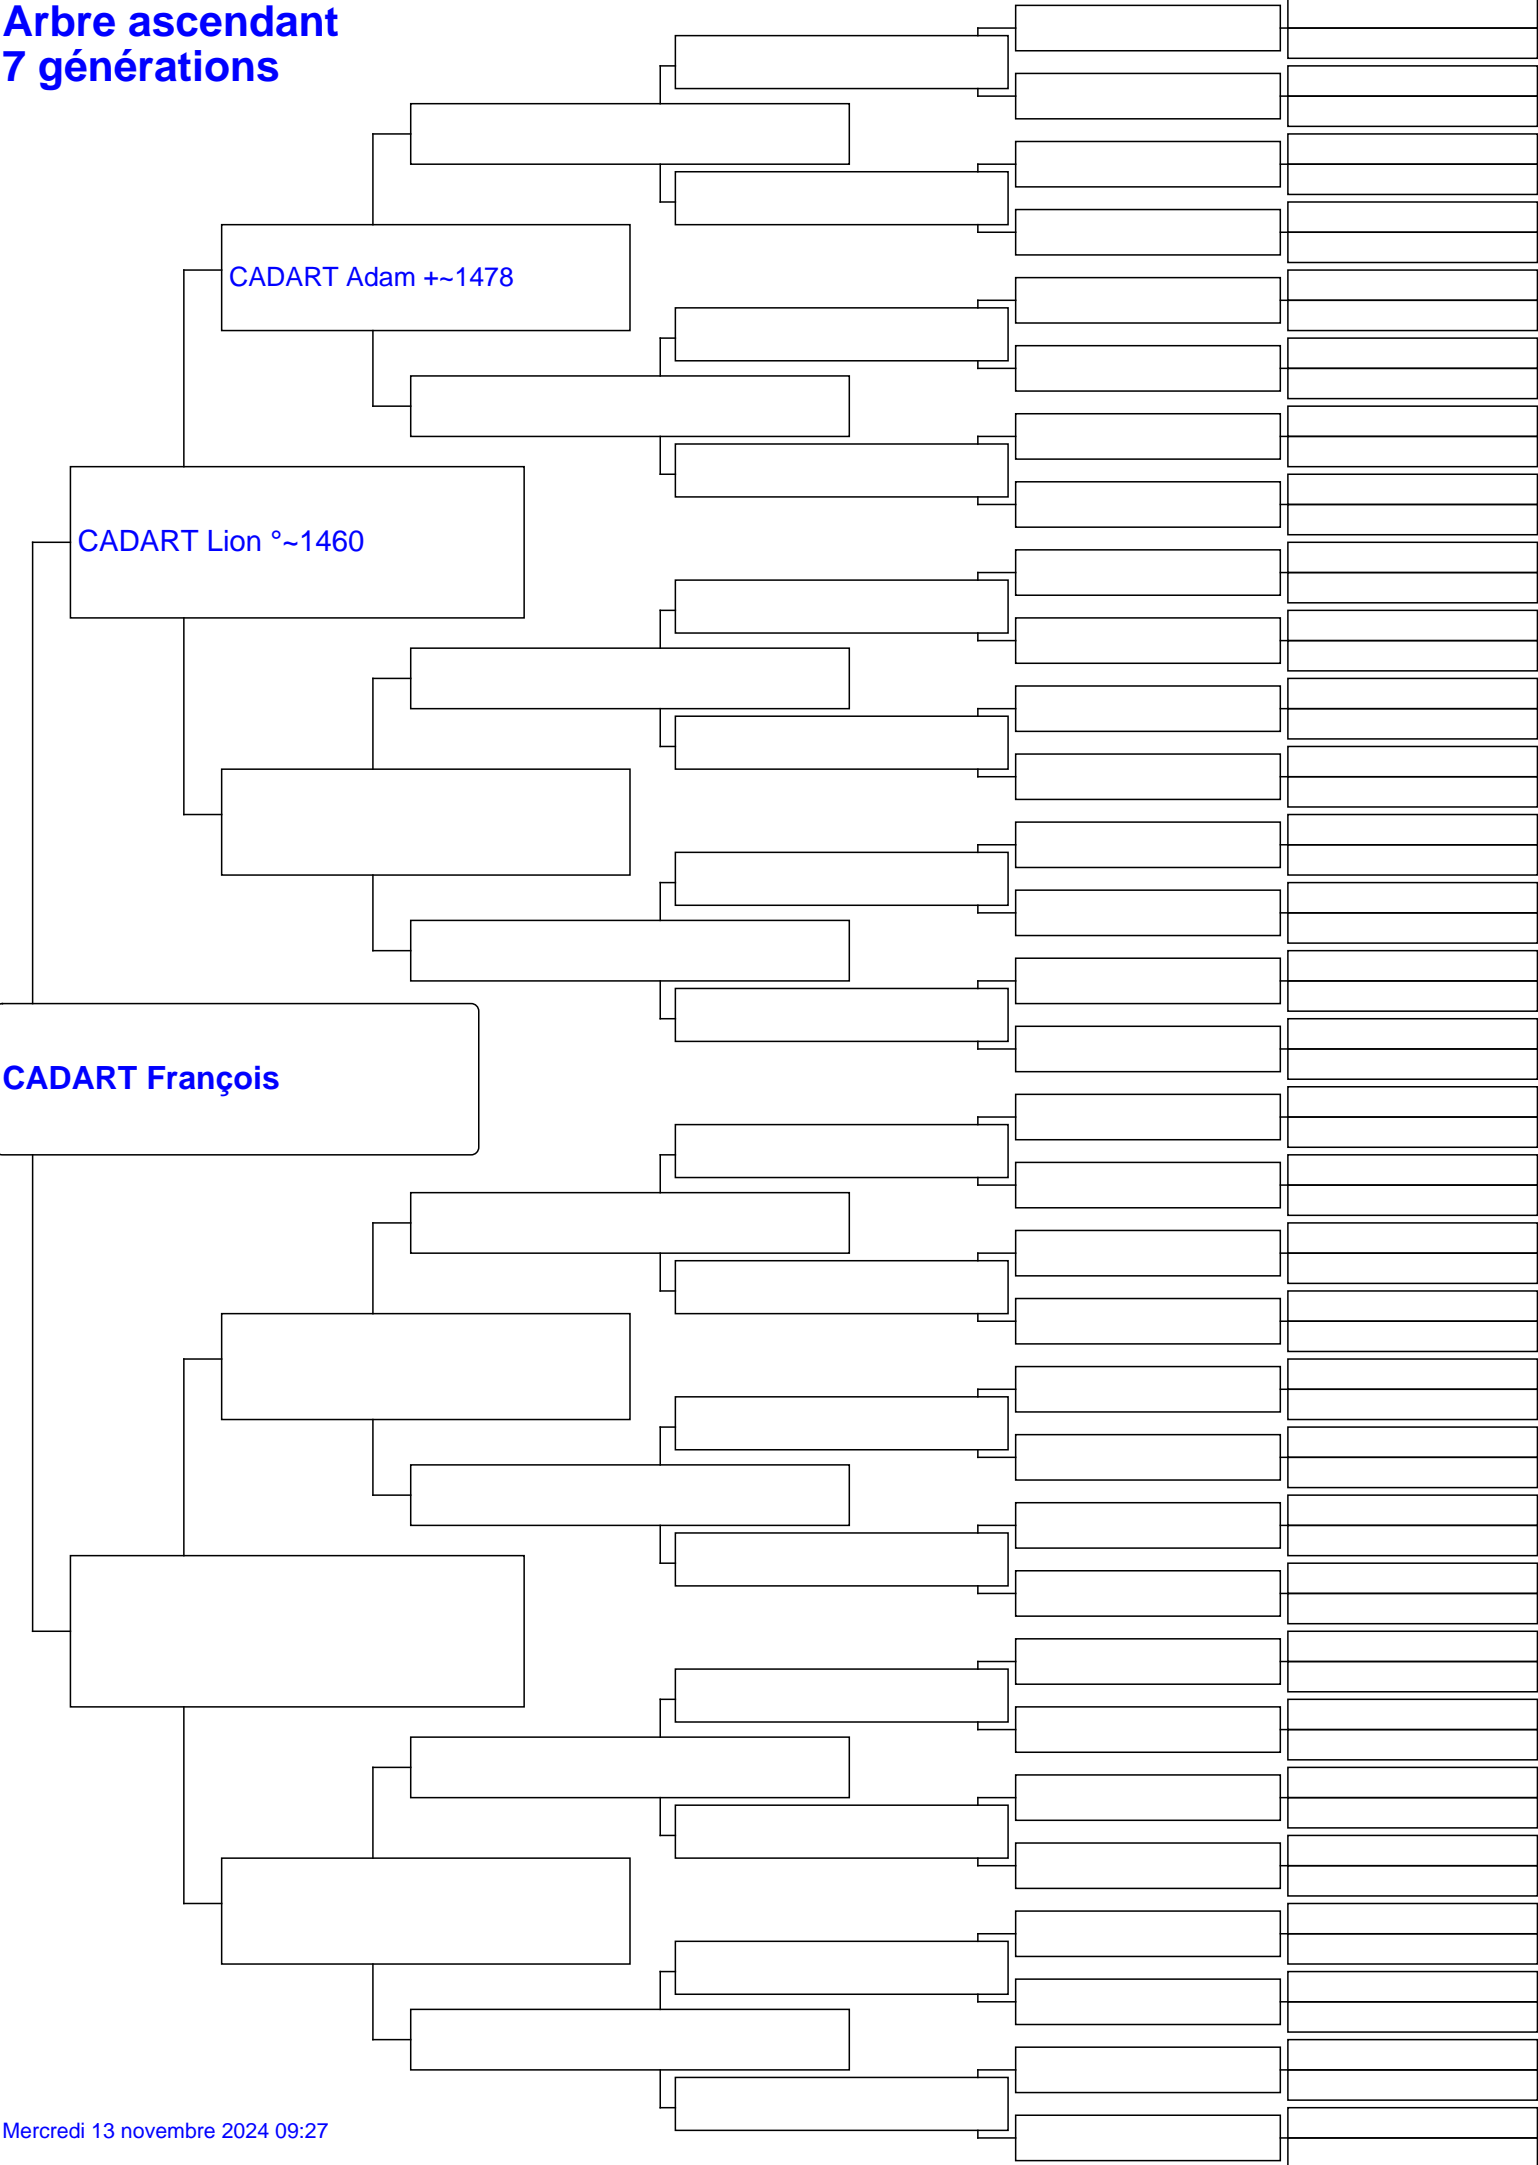 Arbre ascendant
7 générations
CADART Adam +~1478
CADART Lion °~1460
CADART François
Mercredi 13 novembre 2024 09:27